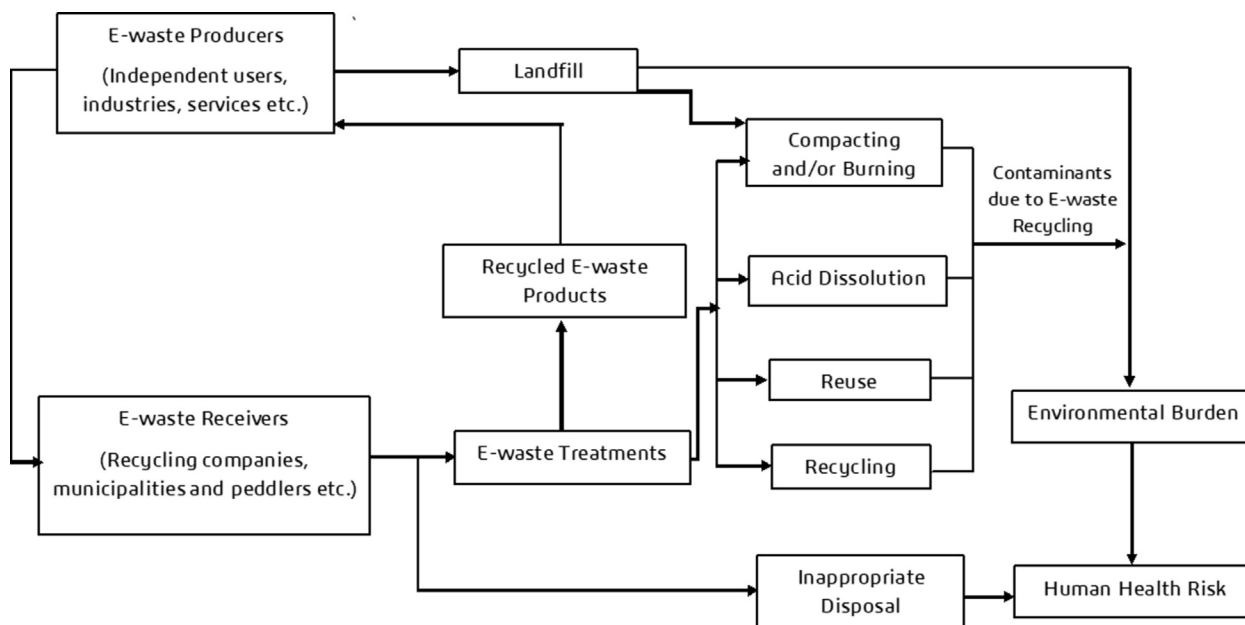 E-waste Producers
(Independent users,
industries, services etc.)
Landfill
Compacting
and/or Burning
Contaminants
due to E-waste
Recycling
Recycled E-waste
Products
Acid Dissolution
Reuse
Environmental Burden
E-waste Receivers
(Recycling companies,
municipalities and peddlers etc.)
E-waste Treatments
Recycling
Inappropriate
Disposal
Human Health Risk